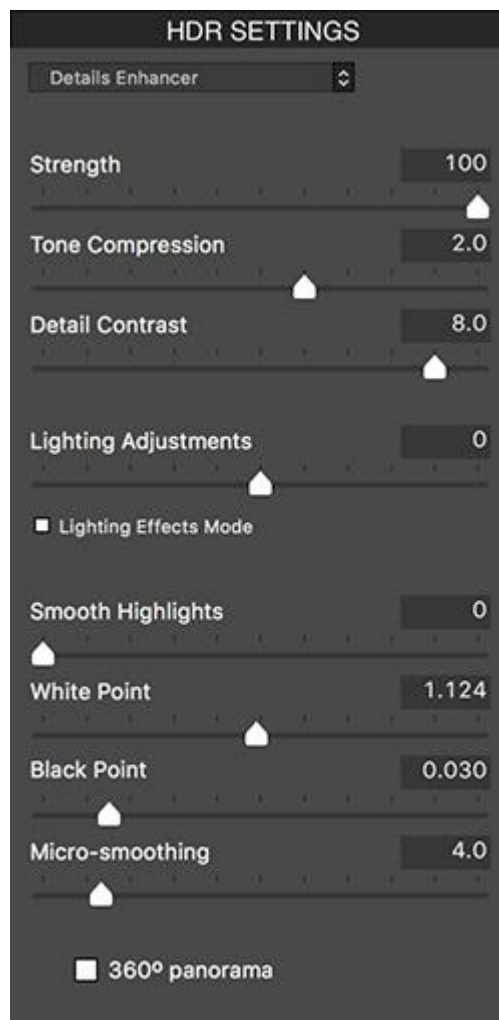 HDR SETTINGS
Details Enhancer
Strength 100
Tone Compression 2.0
Detail Contrast 8.0
Lighting Adjustments 0
Lighting Effects Mode
Smooth Highlights 0
White Point 1.124
Black Point 0.030
Micro-smoothing 4.0
360º panorama